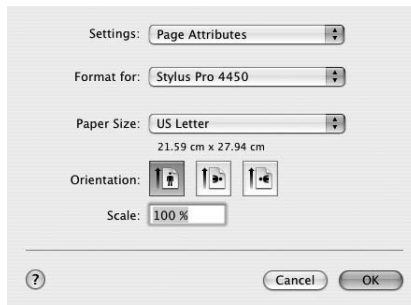 Settings: Page Attributes
Format for: Stylus Pro 4450
Paper Size: US Letter
21.59 cm x 27.94 cm
Orientation:
Scale: 100 %
? Cancel OK